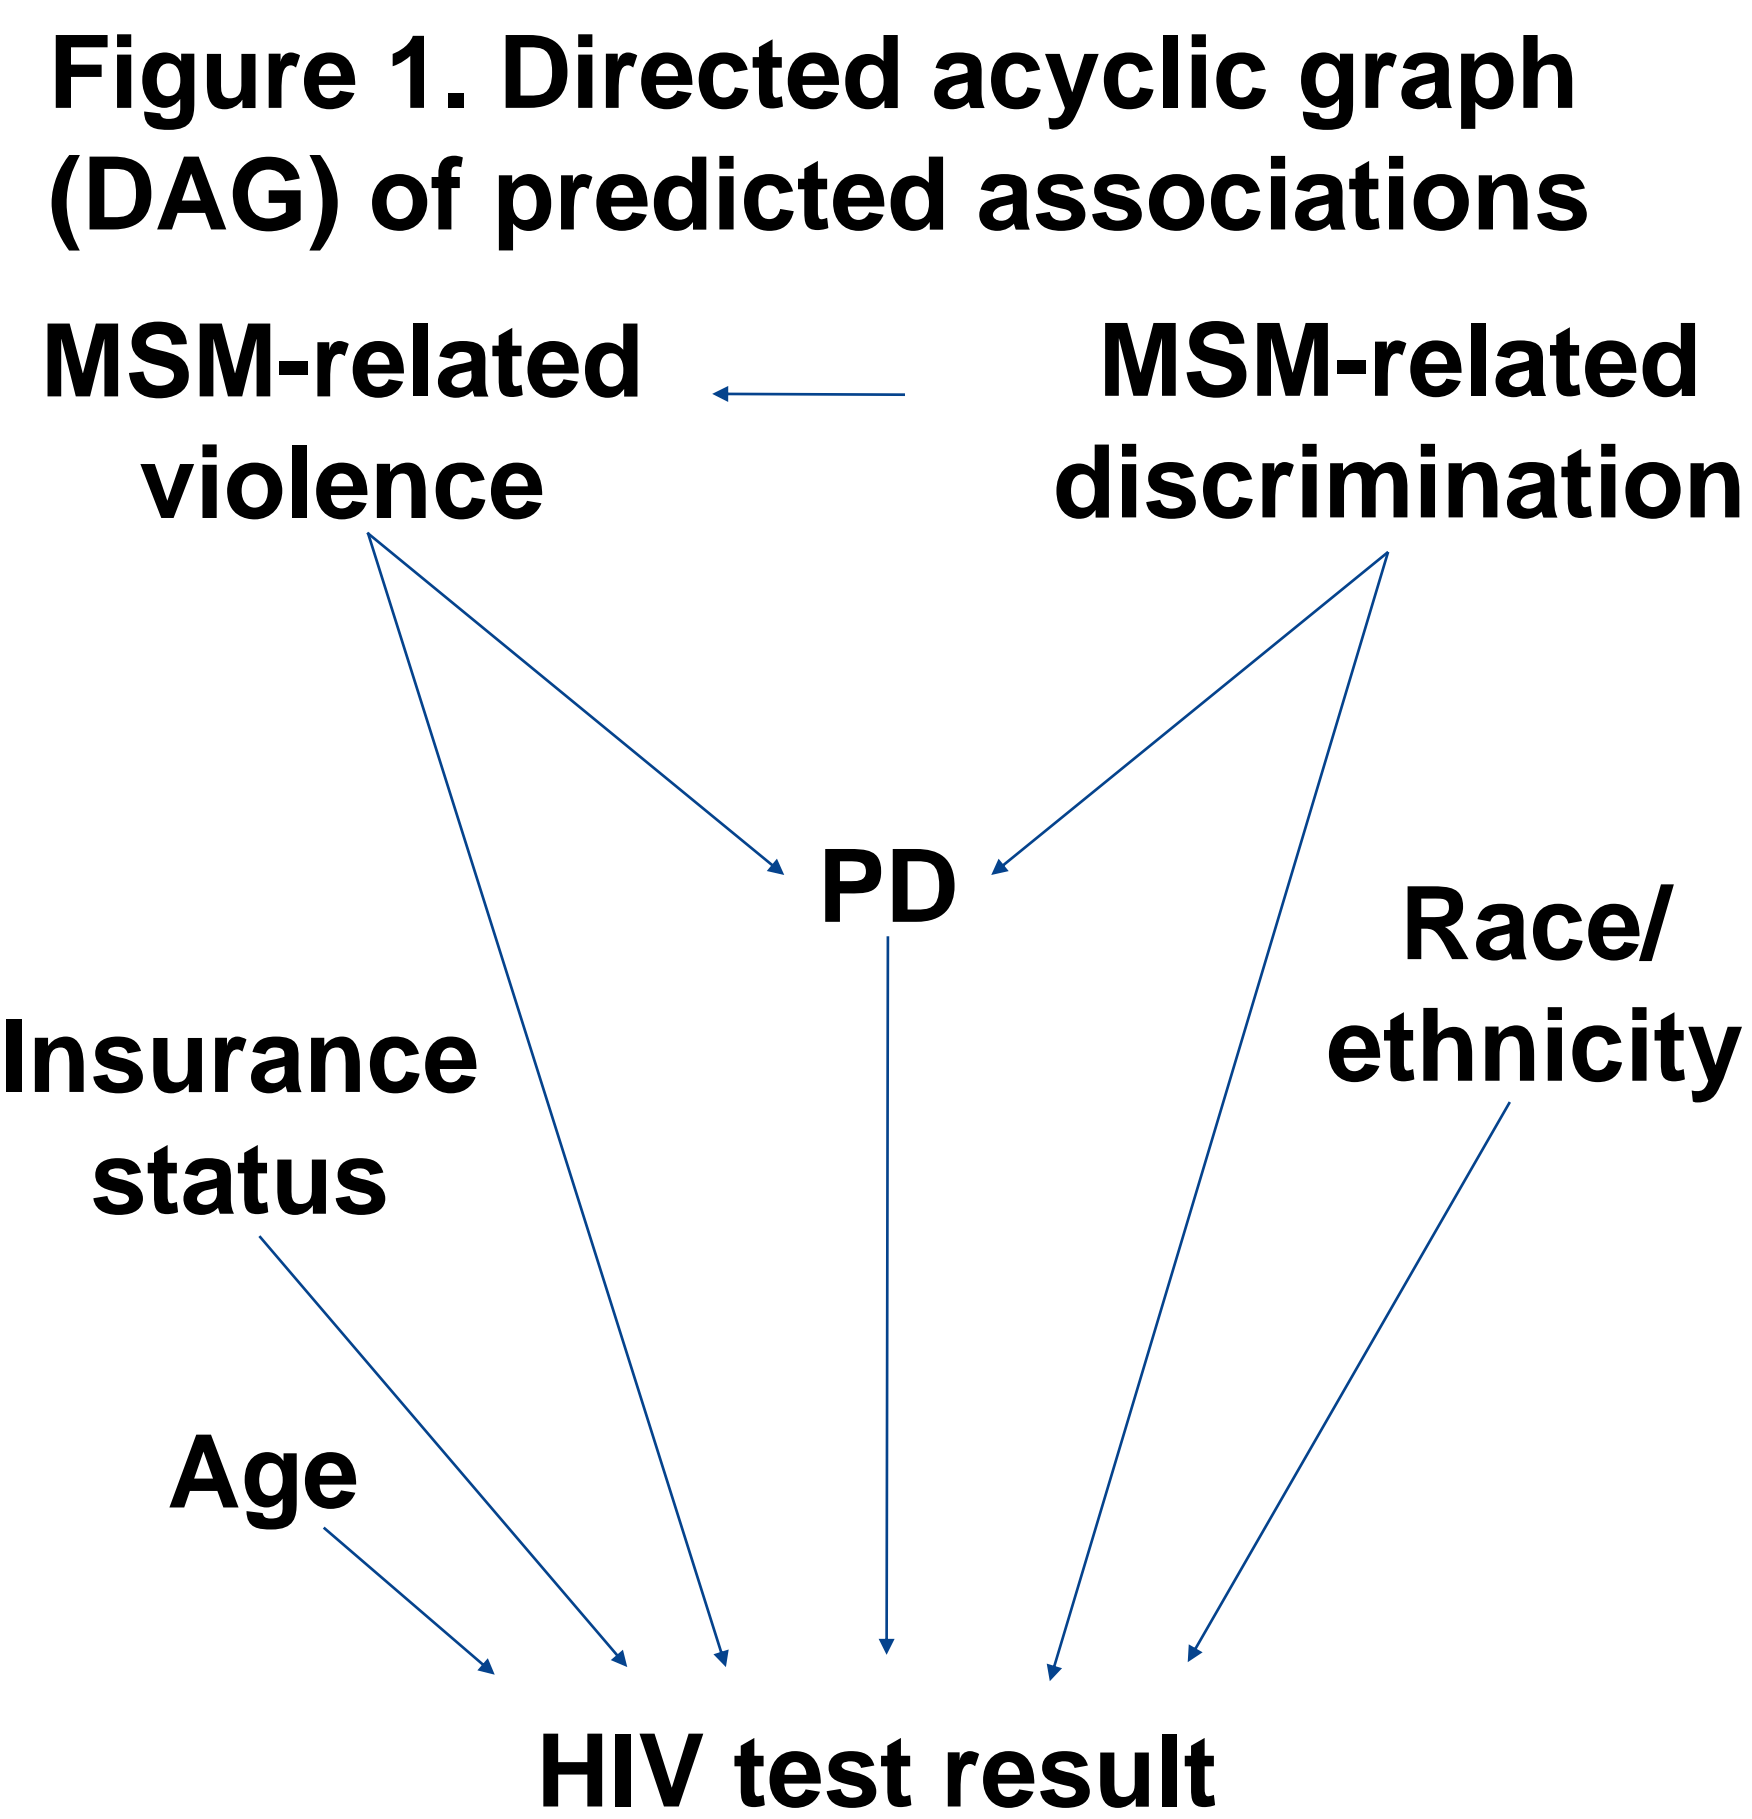 Figure 1. Directed acyclic graph
(DAG) of predicted associations
MSM-related
violence
MSM-related
discrimination
PD
Race/
ethnicity
Insurance
status
Age
HIV test result